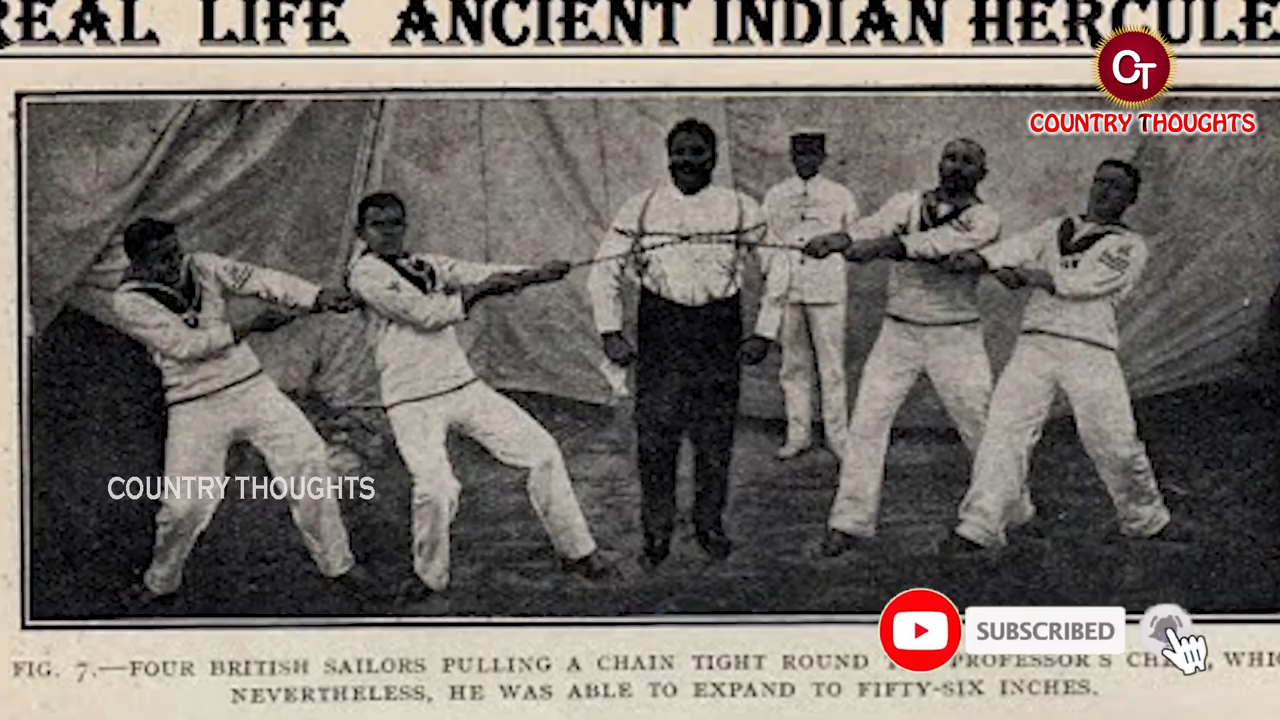 REAL LIFE ANCIENT INDIAN HERCULE
CT
COUNTRY THOUGHTS
COUNTRY THOUGHTS
SUBSCRIBED
FIG. 7.—FOUR BRITISH SAILORS PULLING A CHAIN TIGHT ROUND PROFESSOR'S
NEVERTHELESS, HE WAS ABLE TO EXPAND TO FIFTY-SIX INCHES.